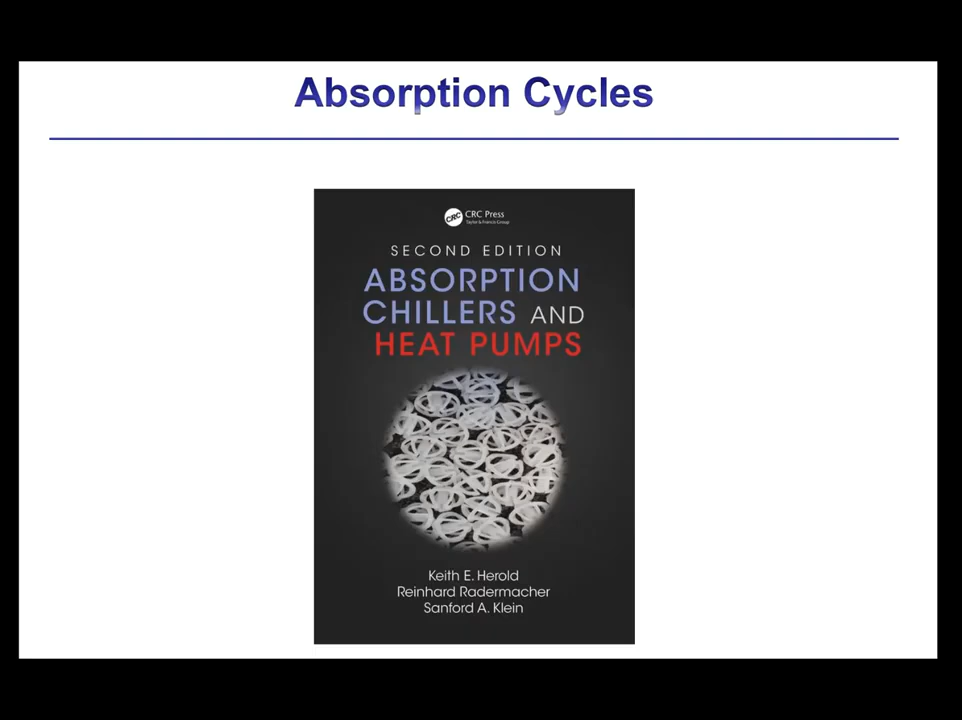 Absorption Cycles
CRC CRC Press
Taylor & Francis Group
SECOND EDITION
ABSORPTION
CHILLERS AND
HEAT PUMPS
Keith E. Herold
Reinhard Radermacher
Sanford A. Klein